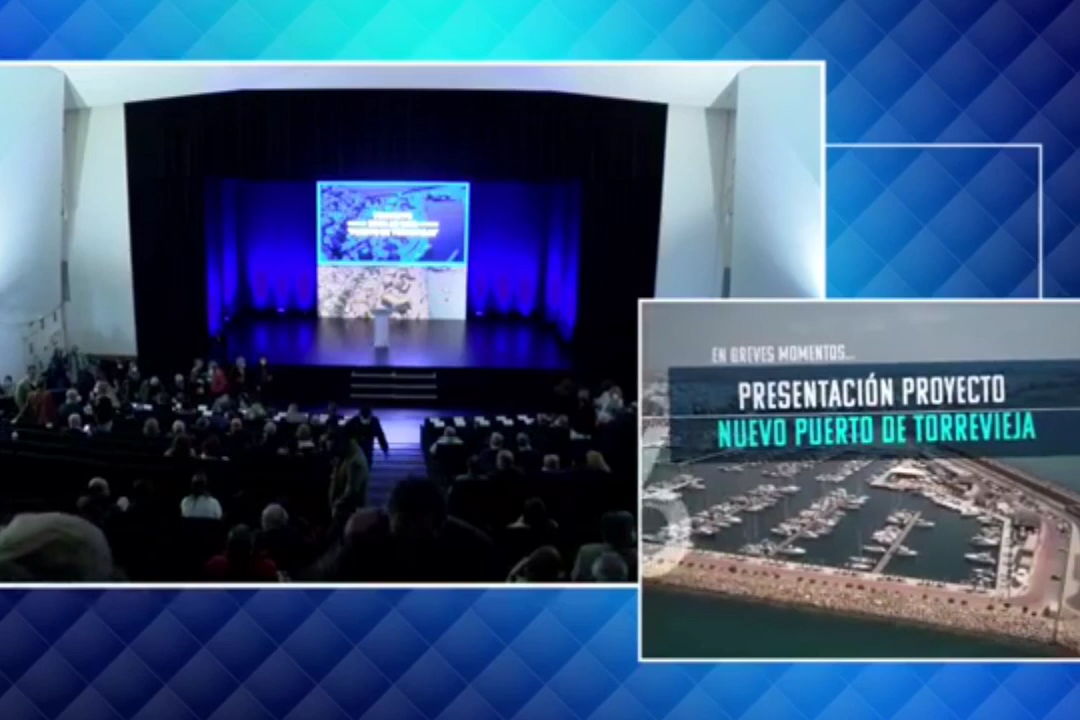 EN BREVES MOMENTOS...
PRESENTACIÓN PROYECTO
NUEVO PUERTO DE TORREVIEJA